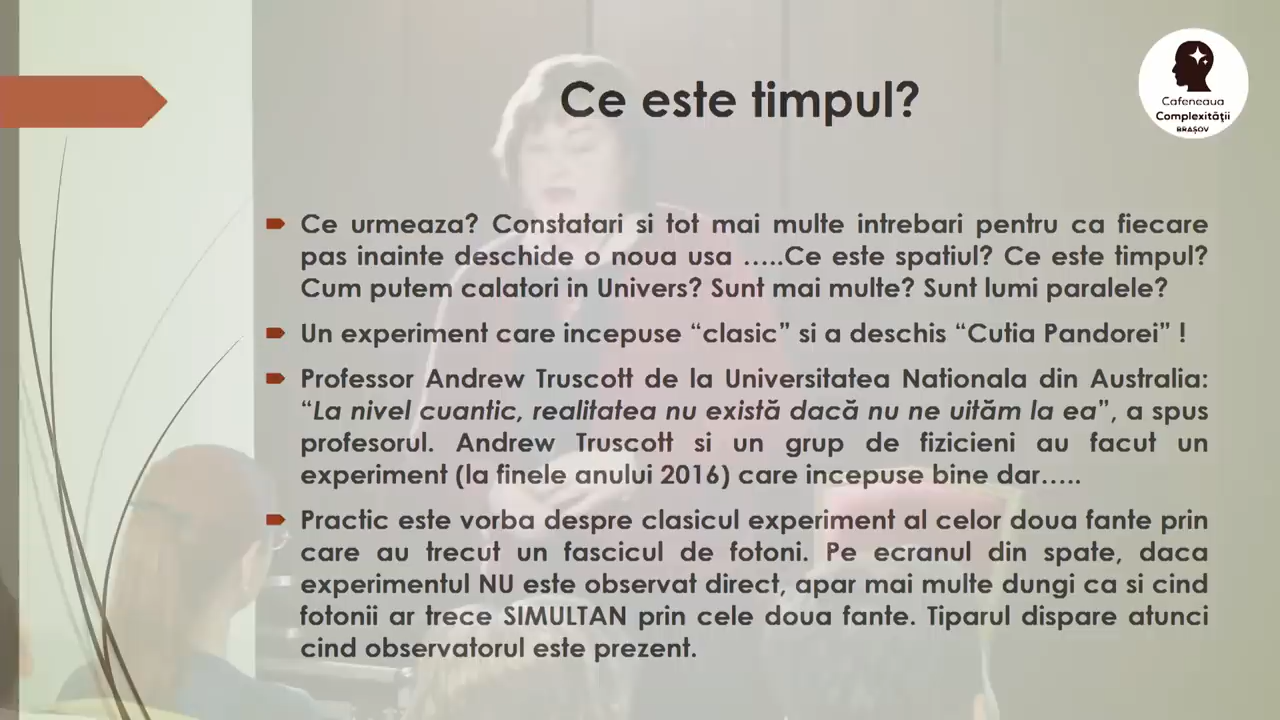 Ce este timpul?
Cafeneaua
Complexității
BRAȘOV
Ce urmeaza? Constatari si tot mai multe intrebari pentru ca fiecare
pas inainte deschide o noua usa .....Ce este spatiul? Ce este timpul?
Cum putem calatori in Univers? Sunt mai multe? Sunt lumi paralele?
Un experiment care incepuse “clasic” si a deschis “Cutia Pandorei” !
Professor Andrew Truscott de la Universitatea Nationala din Australia:
“La nivel cuantic, realitatea nu există dacă nu ne uităm la ea”, a spus
profesorul. Andrew Truscott si un grup de fizicieni au facut un
experiment (la finele anului 2016) care incepuse bine dar.....
Practic este vorba despre clasicul experiment al celor doua fante prin
care au trecut un fascicul de fotoni. Pe ecranul din spate, daca
experimentul NU este observat direct, apar mai multe dungi ca si cind
fotonii ar trece SIMULTAN prin cele doua fante. Tiparul dispare atunci
cind observatorul este prezent.